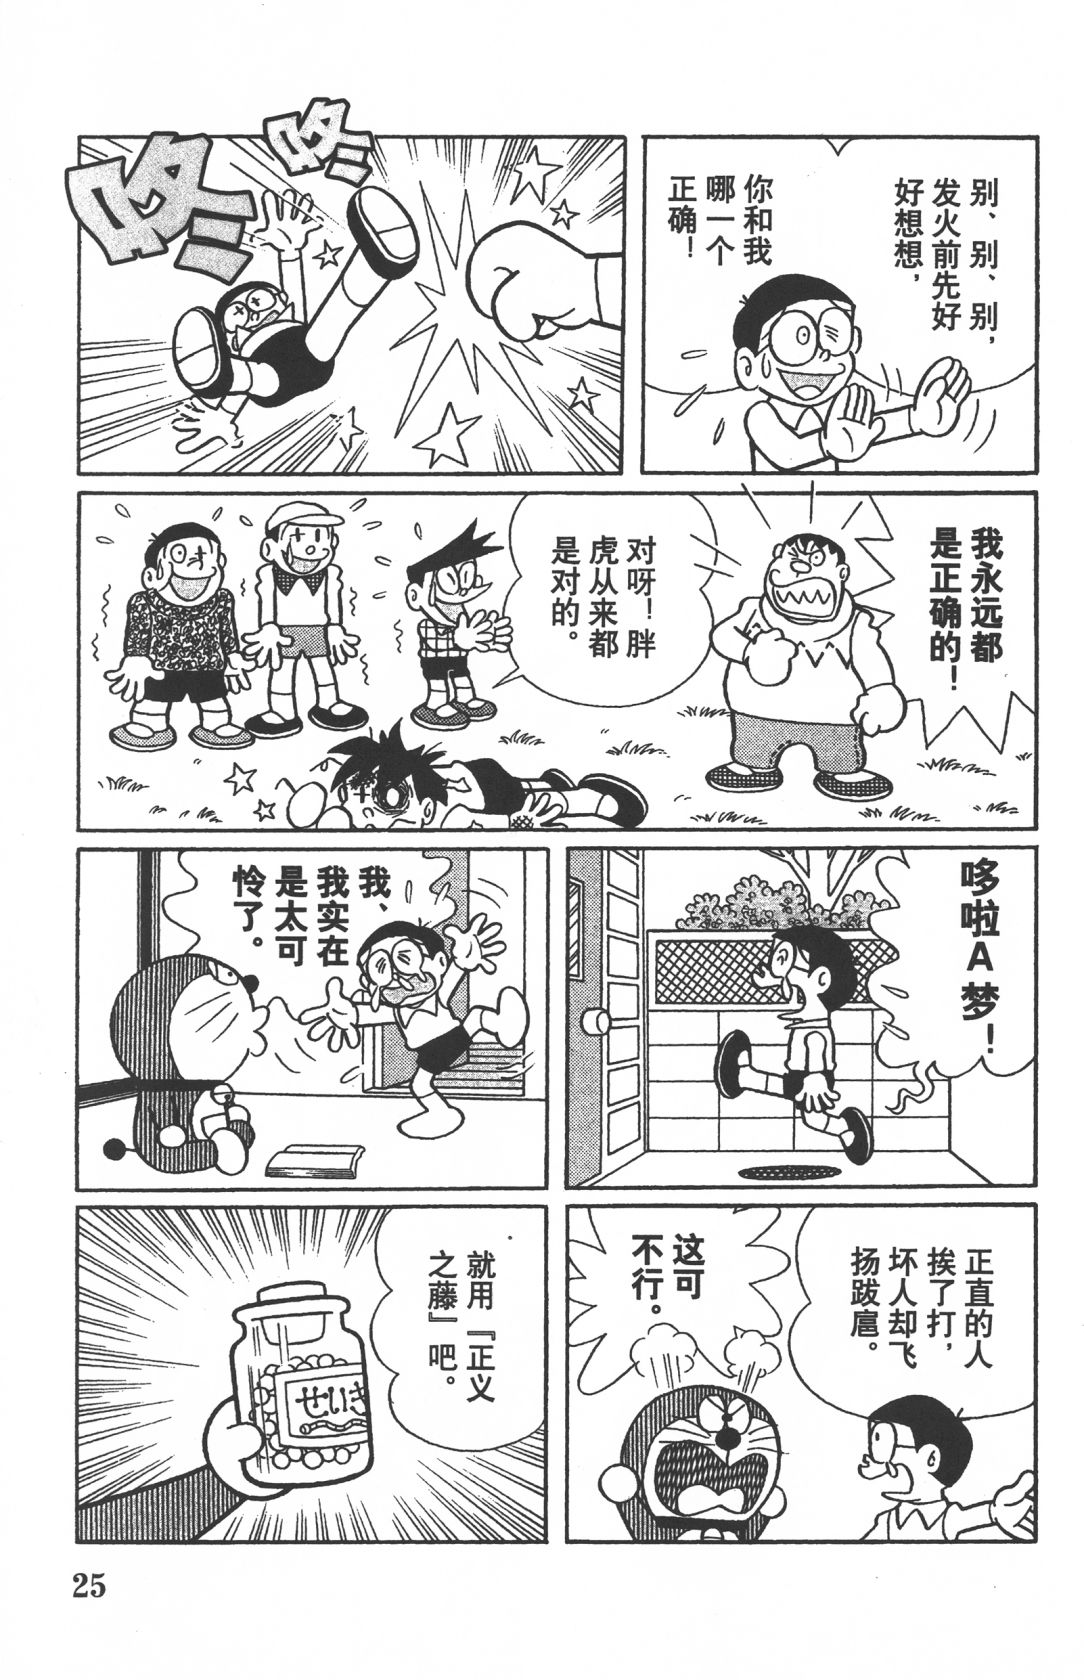 别、别、别，
发火前先好
好想想，
你和我
哪一个
正确！
咚
咚
我永远都
是正确的！
对呀！胖
虎从来都
是对的。
哆啦A梦！
我、
我实在
是太可
怜了。
正直的人
挨了打，
坏人却飞
扬跋扈。
这可
不行。
就用『正义
之藤』吧。
せいぎ
25